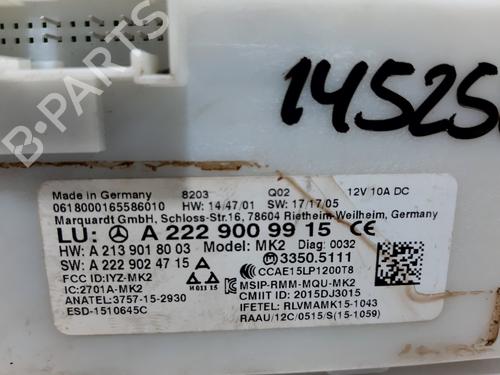 14525
Made in Germany 8203 Q02 12V 10A DC
0618000165586010 HW: 14/47/01 SW: 17/17/05
Marquardt GmbH, Schloss-Str.16, 78604 Rietheim-Weilheim, Germany
LU: A 222 900 99 15 CE
HW: A 213 901 80 03 Model: MK2 Diag: 0032
SW: A 222 902 47 15 A 3350.5111
FCC ID:IYZ-MK2 CCAE15LP1200T8
IC:2701A-MK2 MSIP-RMM-MQU-MK2
ANATEL:3757-15-2930 H011 15 CMIIT ID: 2015DJ3015
ESD-1510645C IFETEL: RLVMAMK15-1043
RAAU/12C/0515/S(15-1059)
B-PARTS